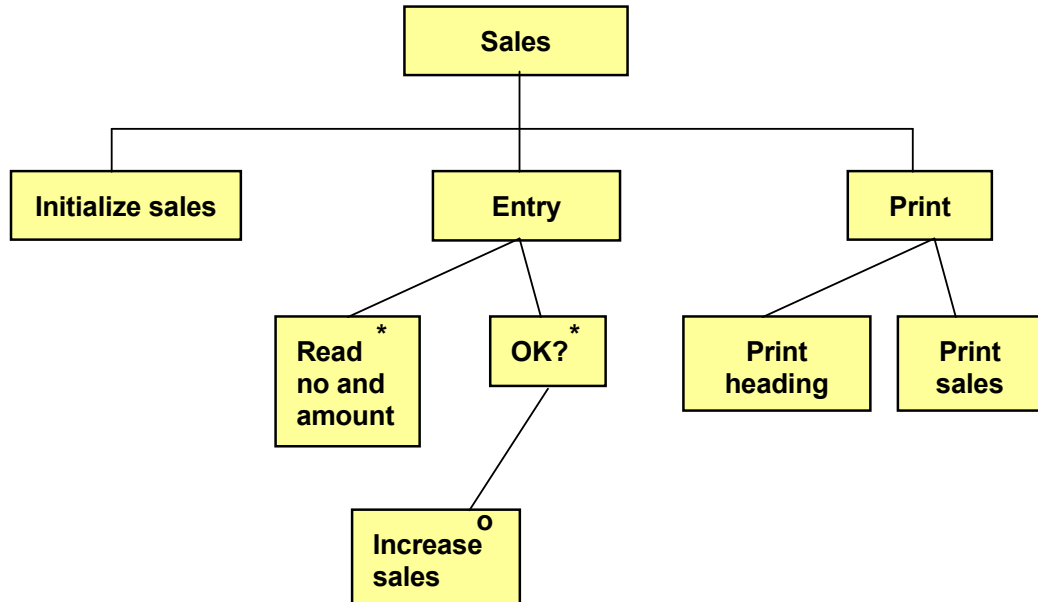 Sales
Initialize sales
Entry
Print
*
Read
no and
amount
*
OK?
Print
heading
Print
sales
o
Increase
sales